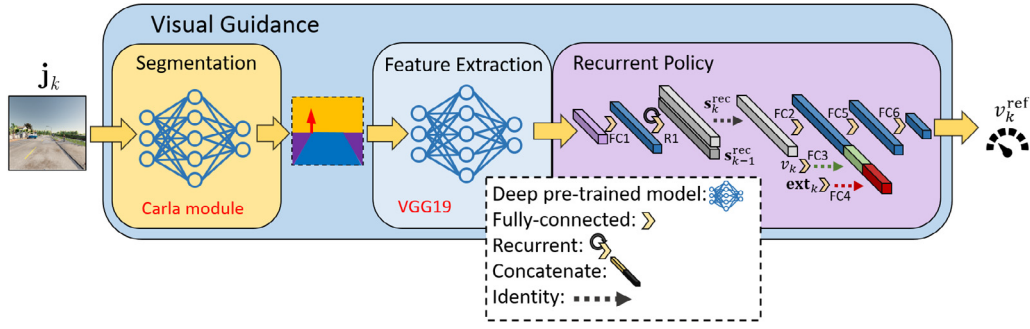 Visual Guidance
j_k
Segmentation
Carla module
Feature Extraction
VGG19
Recurrent Policy
FC1
R1
s_k^rec
s_{k-1}^rec
FC2
FC5
FC6
v_k
FC3
ext_k
FC4
v_k^ref
Deep pre-trained model:
Fully-connected:
Recurrent:
Concatenate:
Identity: